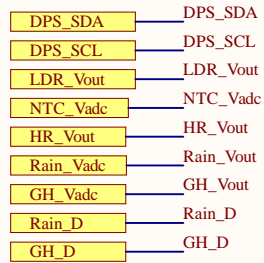 DPS_SDA DPS_SDA
DPS_SCL DPS_SCL
LDR_Vout LDR_Vout
NTC_Vadc NTC_Vadc
HR_Vout HR_Vout
Rain_Vadc Rain_Vout
GH_Vadc GH_Vout
Rain_D Rain_D
GH_D GH_D